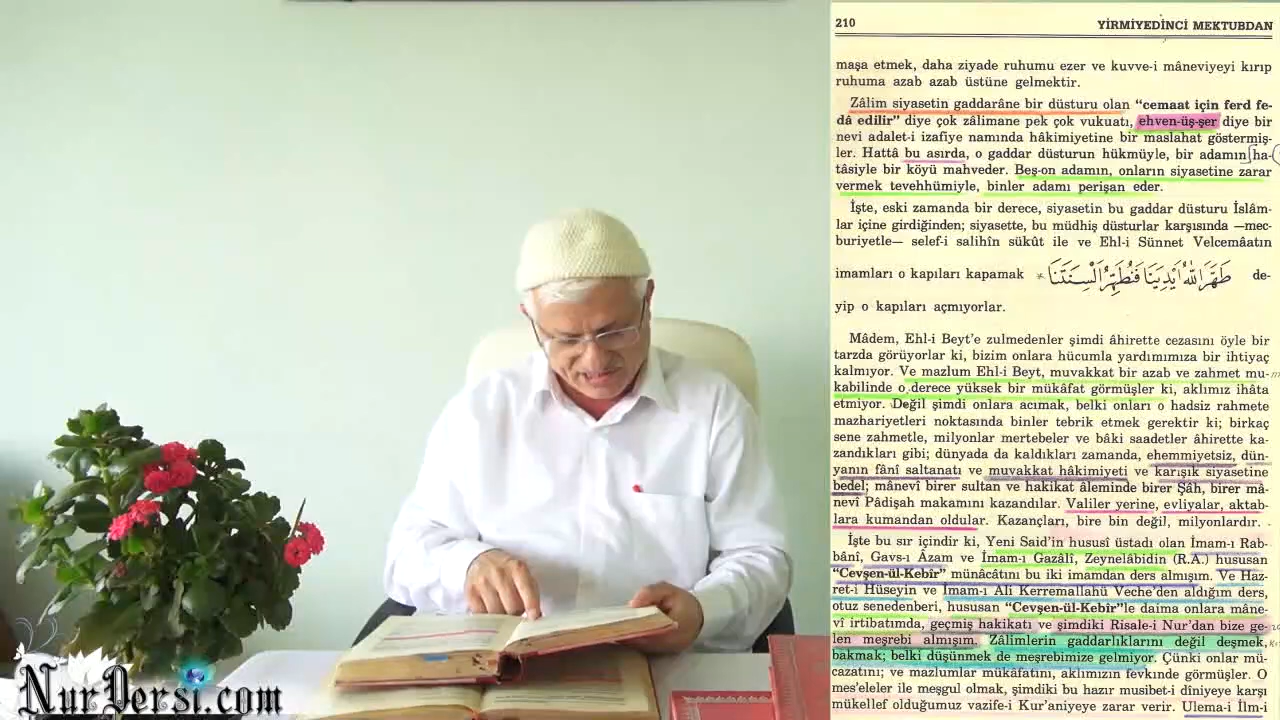 210
YİRMİYEDİNCİ MEKTUBDAN
maşa etmek, daha ziyade ruhumu ezer ve kuvve-i mâneviyeyi kırıp
ruhuma azab azab üstüne gelmektir.
Zâlim siyasetin gaddarâne bir düsturu olan “cemaat için ferd fe-
dâ edilir” diye çok zâlimane pek çok vukuatı, ehven-üş-şer diye bir
nevi adalet-i izafiye namında hâkimiyetine bir maslahat göstermiş-
ler. Hattâ bu asırda, o gaddar düsturun hükmüyle, bir adamın ha-
tâsiyle bir köyü mahveder. Beş-on adamın, onların siyasetine zarar
vermek tevehhümiyle, binler adamı perişan eder.
İşte, eski zamanda bir derece, siyasetin bu gaddar düsturu İslâm-
lar içine girdiğinden; siyasette, bu müdhiş düsturlar karşısında —mec-
buriyetle— selef-i salihîn sükût ile ve Ehl-i Sünnet Velcemâatın
imamları o kapıları kapamak * طَهَّرَ اللّٰهُ اَيْدِيَنَا فَنُطَهِّرُ اَلْسِنَتَنَا de-
yip o kapıları açmıyorlar.
Mâdem, Ehl-i Beyt’e zulmedenler şimdi âhirette cezasını öyle bir
tarzda görüyorlar ki, bizim onlara hücumla yardımımıza bir ihtiyaç
kalmıyor. Ve mazlum Ehl-i Beyt, muvakkat bir azab ve zahmet mu-
kabilinde o derece yüksek bir mükâfat görmüşler ki, aklımız ihâta
etmiyor. Değil şimdi onlara acımak, belki onları o hadsiz rahmete
mazhariyetleri noktasında binler tebrik etmek gerektir ki; birkaç
sene zahmetle, milyonlar mertebeler ve bâki saadetler âhirette ka-
zandıkları gibi; dünyada da kaldıkları zamanda, ehemmiyetsiz, dün-
yanın fânî saltanatı ve muvakkat hâkimiyeti ve karışık siyasetine
bedel; mânevî birer sultan ve hakikat âleminde birer Şâh, birer mâ-
nevî Pâdişah makamını kazandılar. Valiler yerine, evliyalar, aktab-
lara kumandan oldular. Kazançları, bire bin değil, milyonlardır.
İşte bu sır içindir ki, Yeni Said’in hususî üstadı olan İmam-ı Rab-
bânî, Gavs-ı Âzam ve İmam-ı Gazâlî, Zeynelâbidîn (R.A.) hususan
“Cevşen-ül-Kebîr” münâcâtını bu iki imamdan ders almışım. Ve Haz-
ret-i Hüseyin ve İmam-ı Ali Kerremallahü Veche’den aldığım ders,
otuz senedenberi, hususan “Cevşen-ül-Kebîr”le daima onlara mâne-
vî irtibatımda, geçmiş hakikatı ve şimdiki Risale-i Nur’dan bize ge-
len meşrebi almışım. Zâlimlerin gaddarlıklarını değil deşmek,
bakmak; belki düşünmek de meşrebimize gelmiyor. Çünki onlar mü-
cazatını; ve mazlumlar mükâfatını, aklımızın fevkınde görmüşler. O
mes’eleler ile meşgul olmak, şimdiki bu hazır musibet-i dîniyeye karşı
mükellef olduğumuz vazife-i Kur’aniyeye zarar verir. Ulema-i İlm-i
NurDersi.com